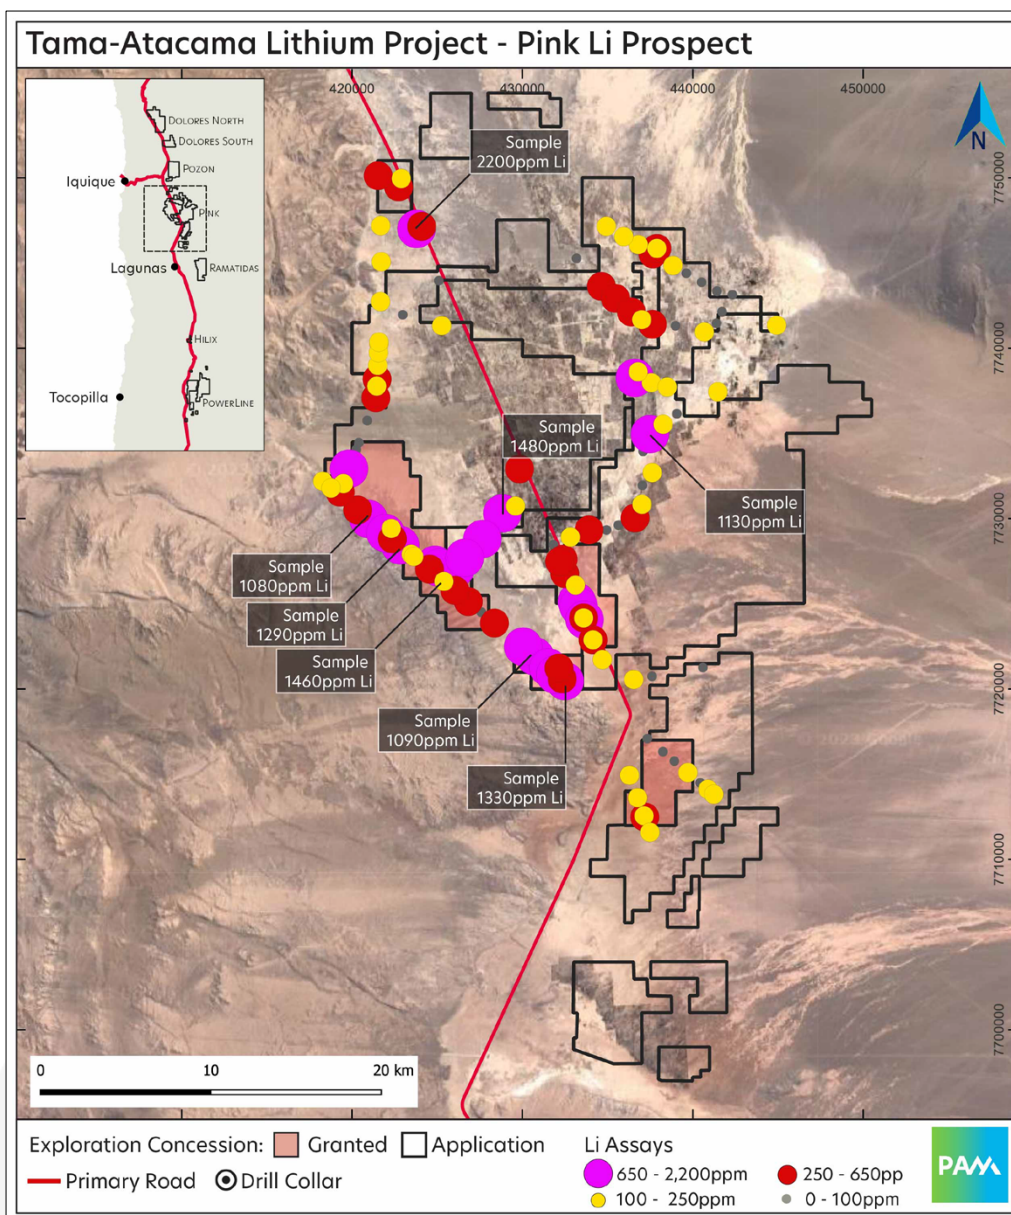 Tama-Atacama Lithium Project - Pink Li Prospect
420000
430000
440000
450000
Dolores North
Dolores South
Pozon
Iquique
Pink
Lagunas
Ramatidas
Hilix
Tocopilla
PowerLine
N
7750000
7740000
7730000
7720000
7710000
7700000
Sample
2200ppm Li
Sample
1480ppm Li
Sample
1130ppm Li
Sample
1080ppm Li
Sample
1290ppm Li
Sample
1460ppm Li
Sample
1090ppm Li
Sample
1330ppm Li
0 10 20 km
Exploration Concession: Granted Application
Primary Road Drill Collar
Li Assays
650 - 2,200ppm 250 - 650pp
100 - 250ppm 0 - 100ppm
PAM